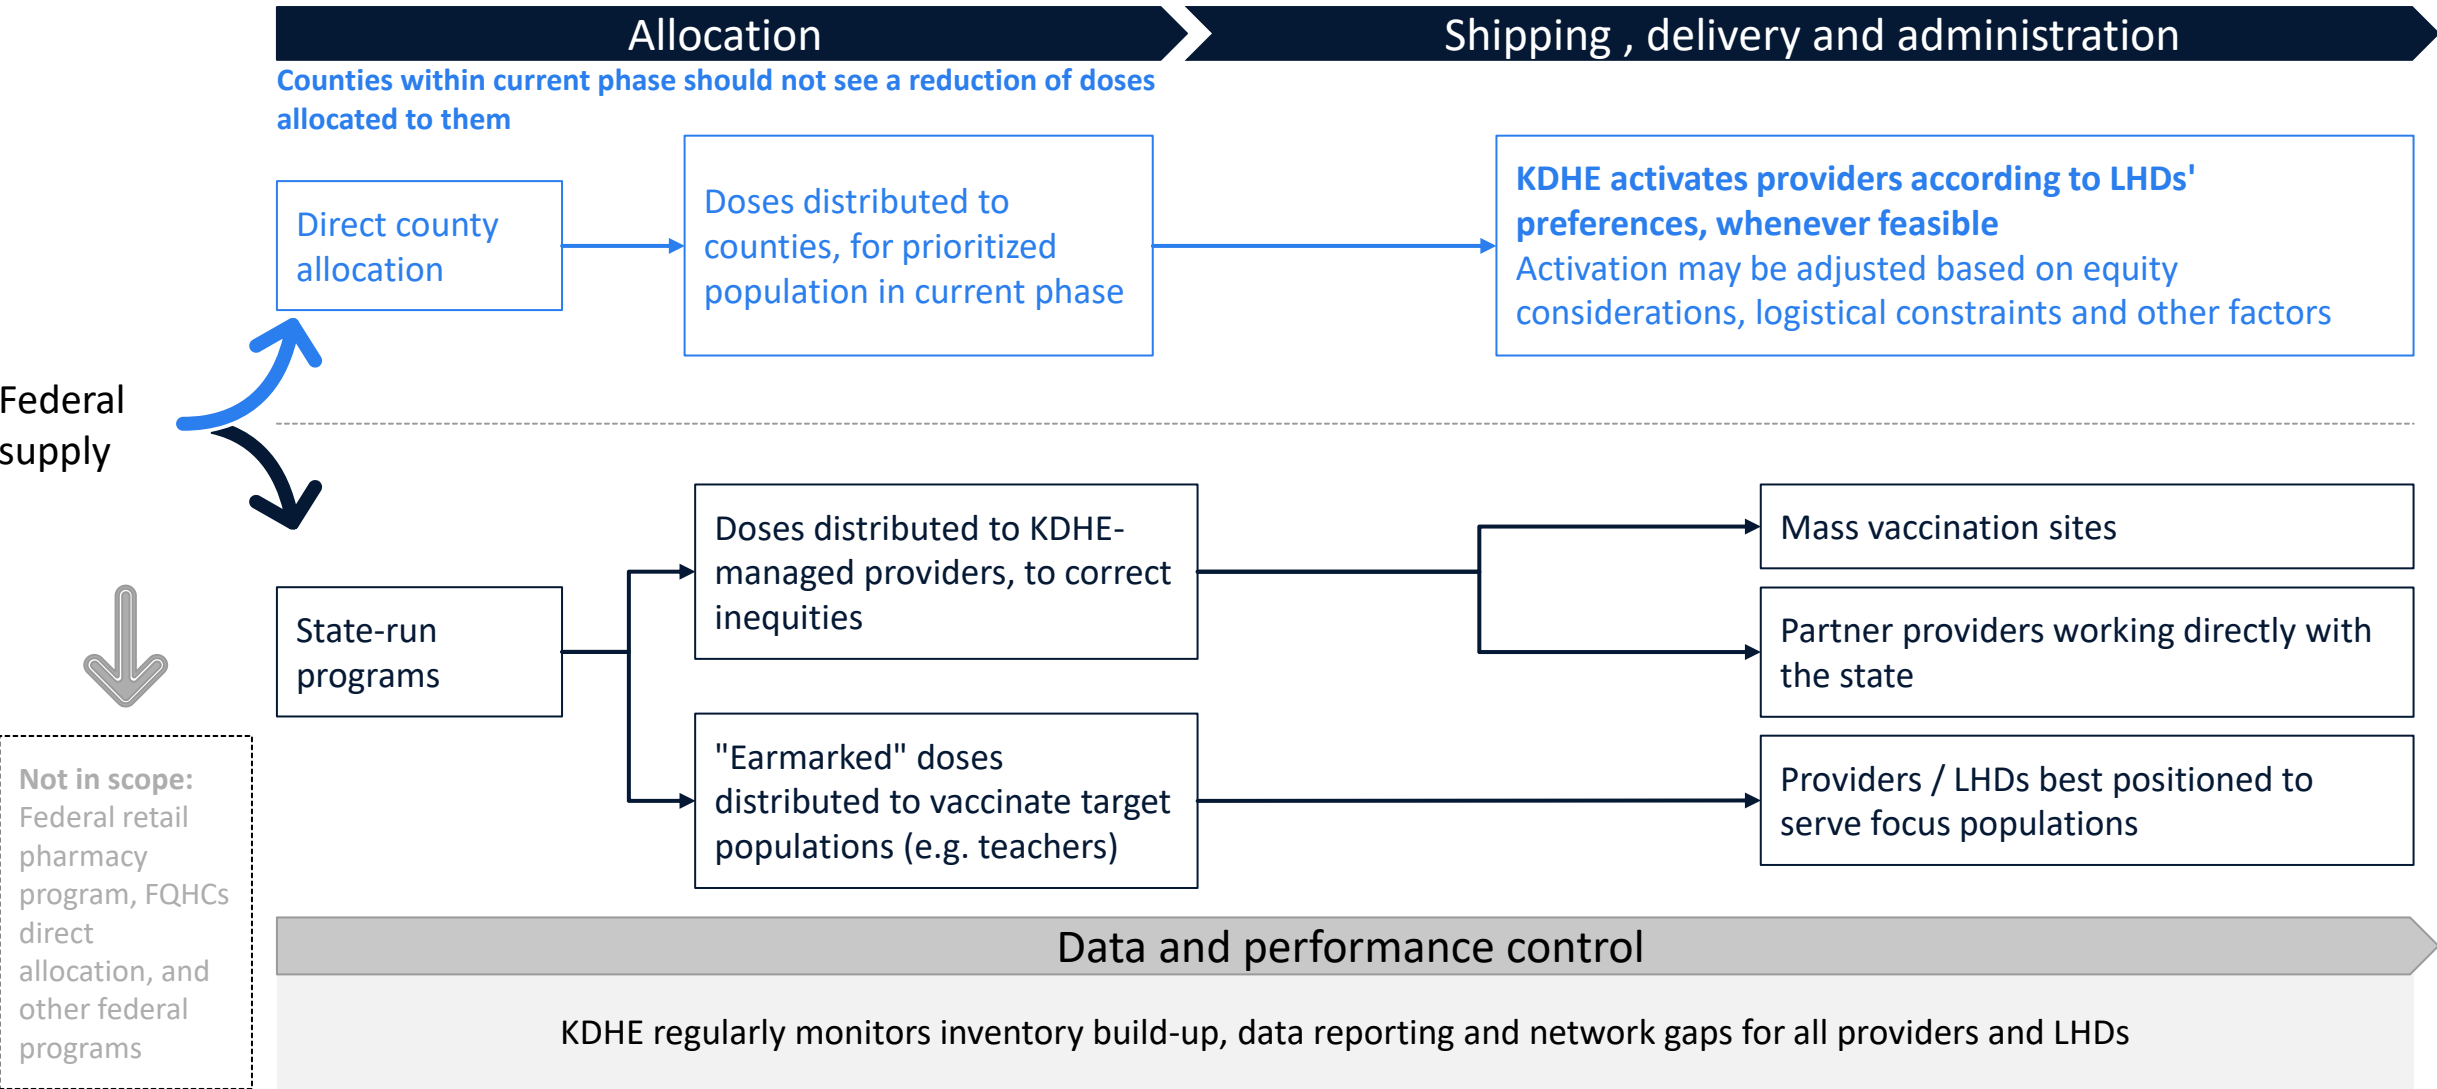 Allocation
Shipping , delivery and administration
Counties within current phase should not see a reduction of doses
allocated to them
Direct county
allocation
Doses distributed to
counties, for prioritized
population in current phase
KDHE activates providers according to LHDs'
preferences, whenever feasible
Activation may be adjusted based on equity
considerations, logistical constraints and other factors
Federal
supply
State-run
programs
Doses distributed to KDHE-
managed providers, to correct
inequities
"Earmarked" doses
distributed to vaccinate target
populations (e.g. teachers)
Mass vaccination sites
Partner providers working directly with
the state
Providers / LHDs best positioned to
serve focus populations
Not in scope:
Federal retail
pharmacy
program, FQHCs
direct
allocation, and
other federal
programs
Data and performance control
KDHE regularly monitors inventory build-up, data reporting and network gaps for all providers and LHDs